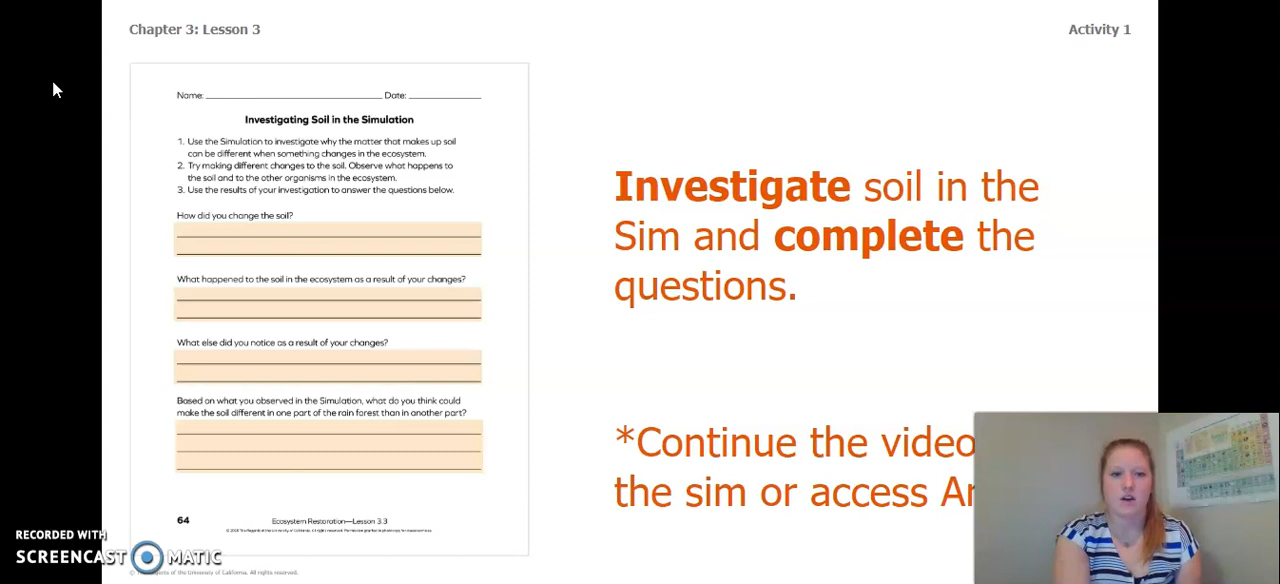 Chapter 3: Lesson 3
Activity 1
Name: Date:
Investigating Soil in the Simulation
1. Use the Simulation to investigate why the matter that makes up soil
can be different when something changes in the ecosystem.
2. Try making different changes to the soil. Observe what happens to
the soil and to the other organisms in the ecosystem.
3. Use the results of your investigation to answer the questions below.
How did you change the soil?
What happened to the soil in the ecosystem as a result of your changes?
What else did you notice as a result of your changes?
Based on what you observed in the Simulation, what do you think could
make the soil different in one part of the rain forest than in another part?
64
Ecosystem Restoration—Lesson 3.3
Investigate soil in the
Sim and complete the
questions.
*Continue the video
the sim or access
RECORDED WITH
SCREENCAST MATIC
of the University of California. All rights reserved.